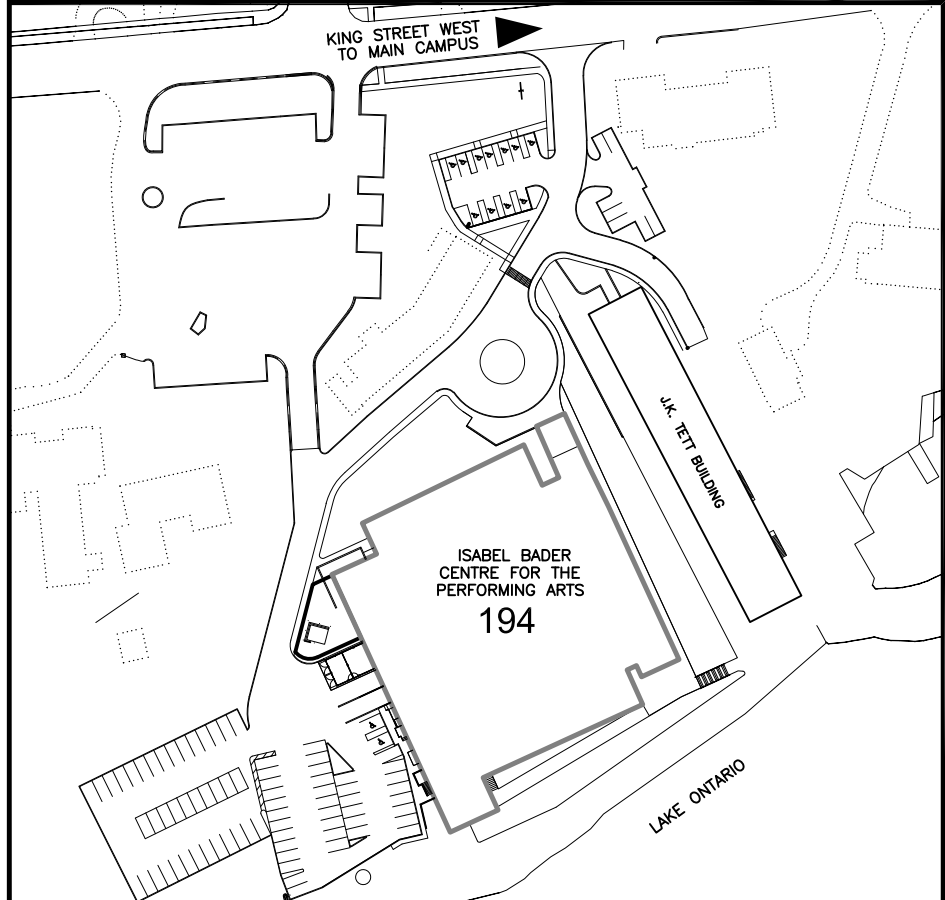 KING STREET WEST
TO MAIN CAMPUS
J.K. TETT BUILDING
ISABEL BADER
CENTRE FOR THE
PERFORMING ARTS
194
LAKE ONTARIO